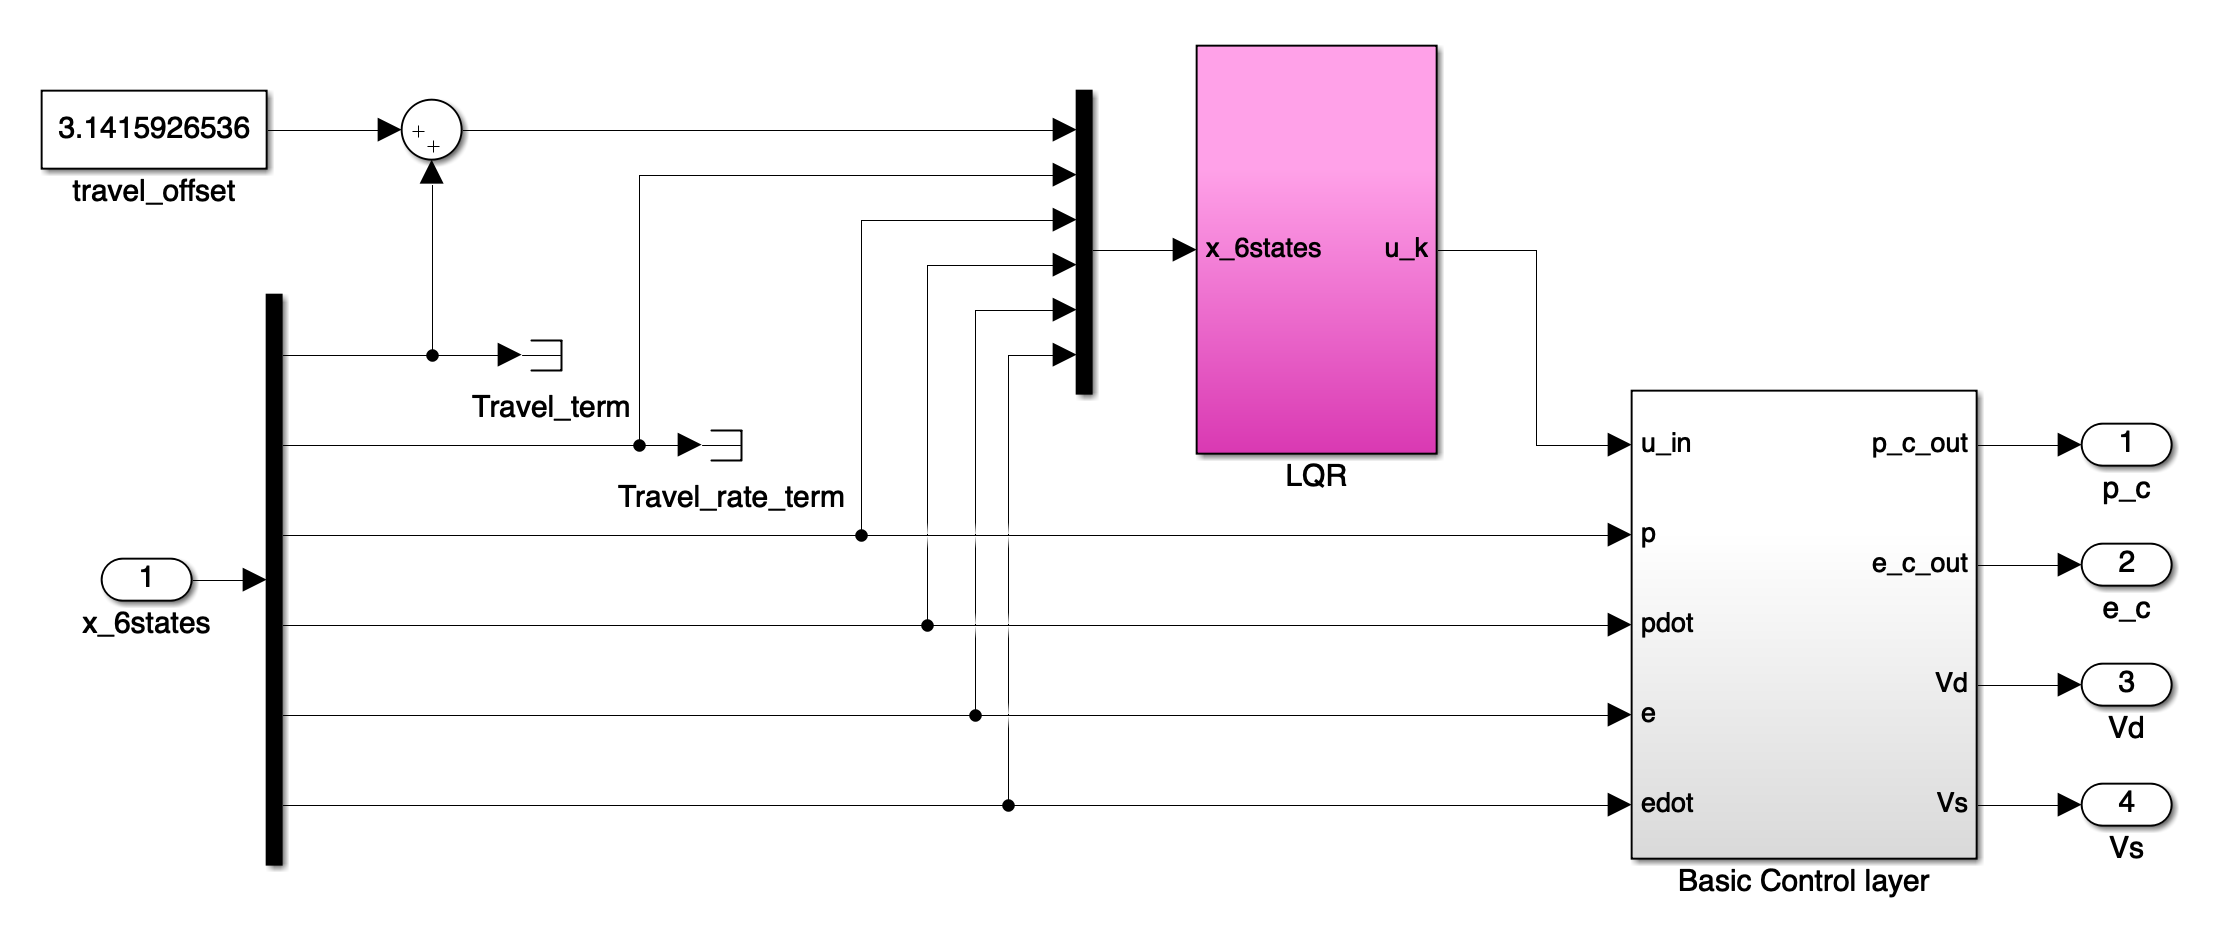 3.1415926536
travel_offset
+
+
x_6states
u_k
LQR
Travel_term
Travel_rate_term
1
x_6states
u_in
p
pdot
e
edot
p_c_out
e_c_out
Vd
Vs
Basic Control layer
1
p_c
2
e_c
3
Vd
4
Vs